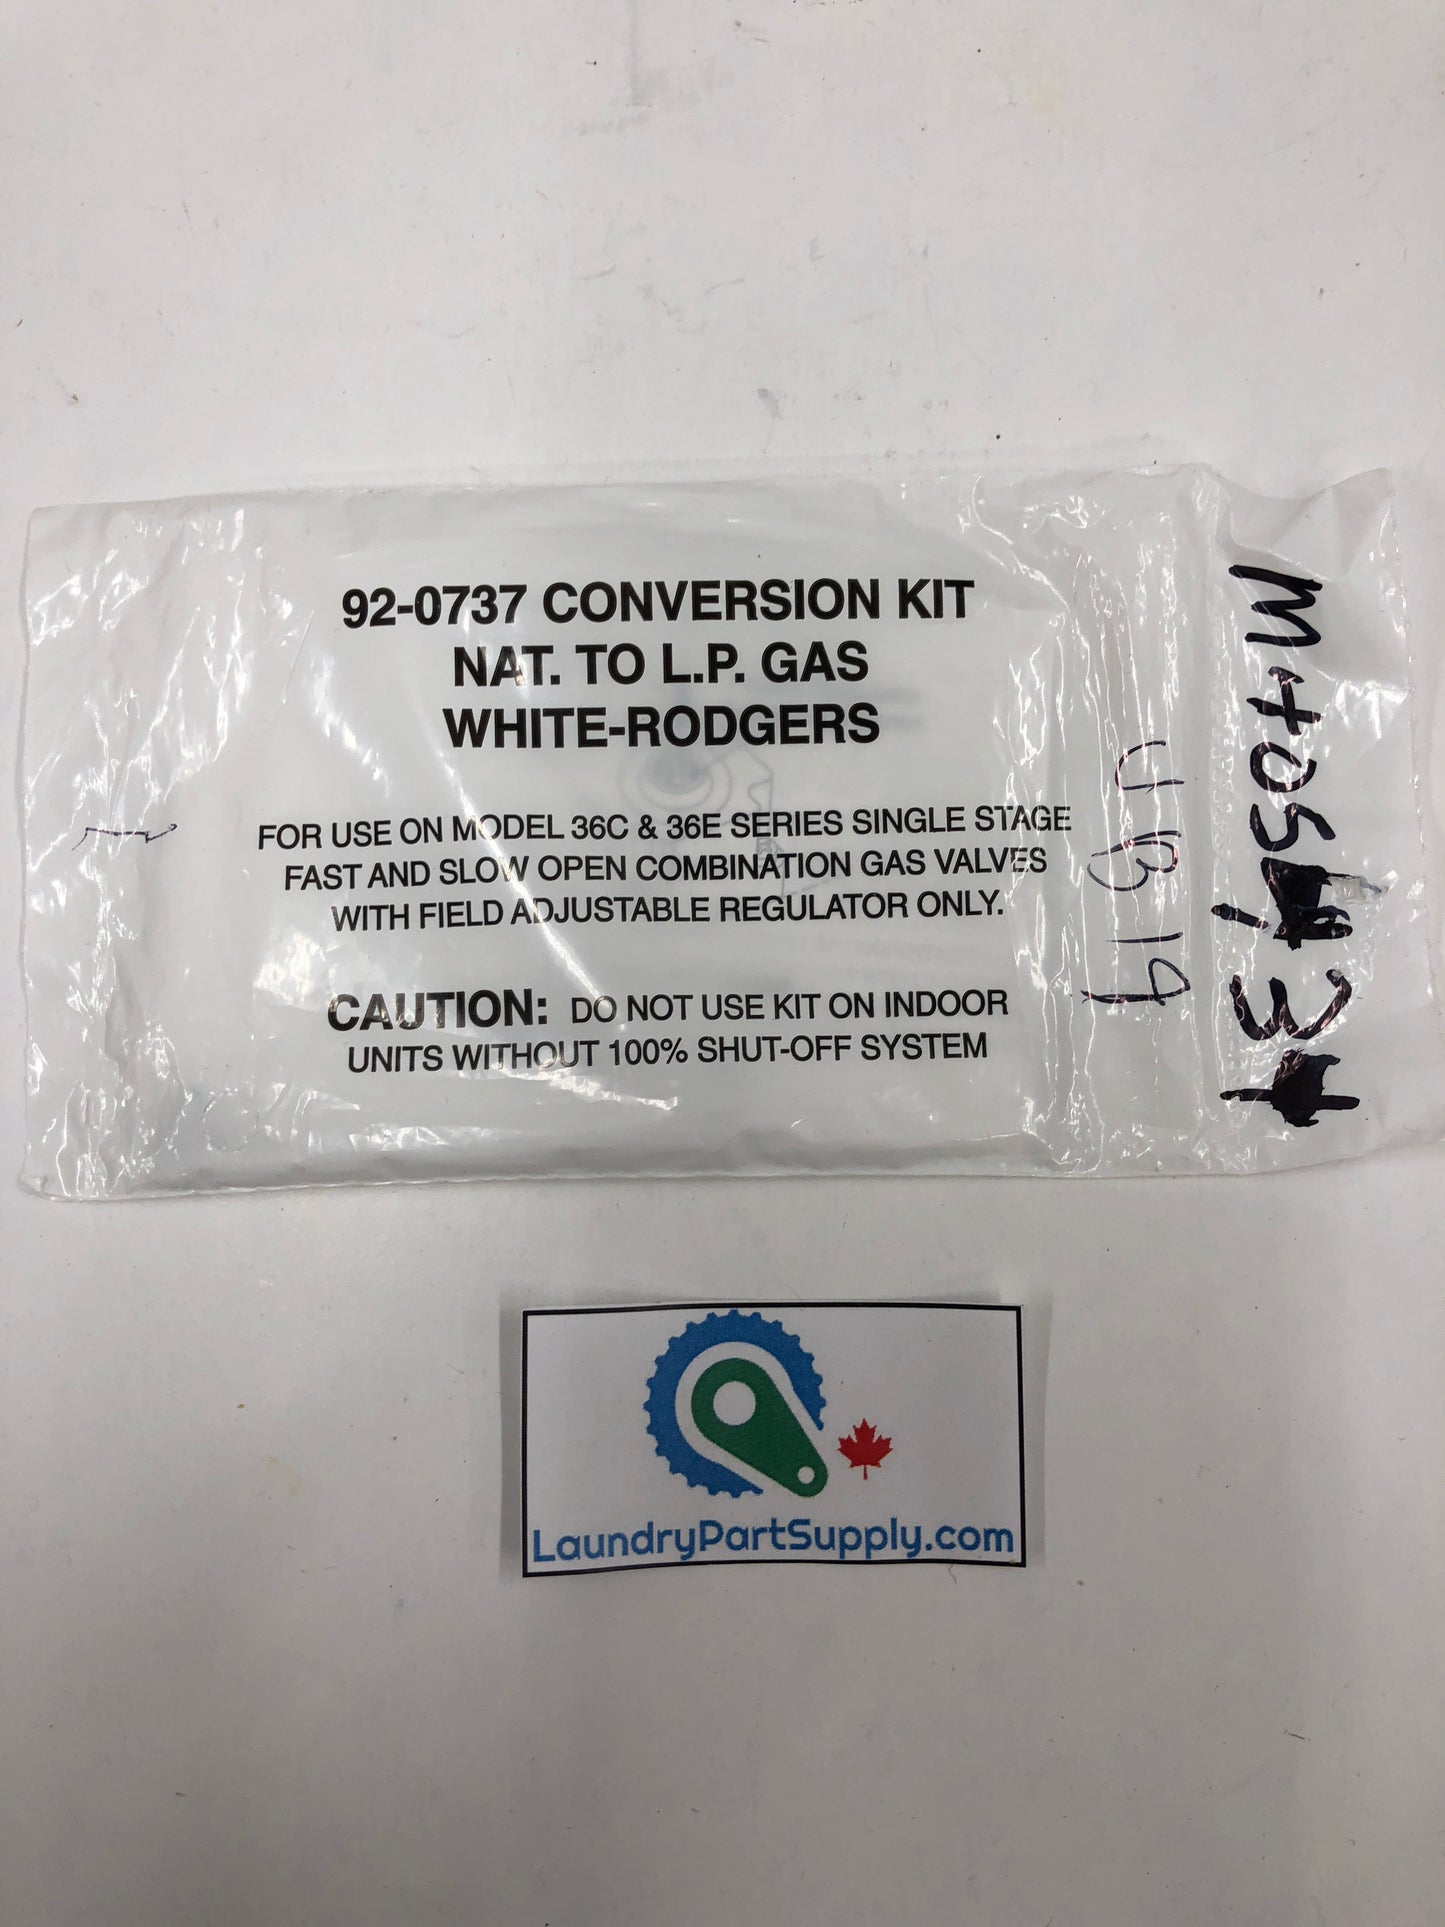 92-0737 CONVERSION KIT
NAT. TO L.P. GAS
WHITE-RODGERS
FOR USE ON MODEL 36C & 36E SERIES SINGLE STAGE
FAST AND SLOW OPEN COMBINATION GAS VALVES
WITH FIELD ADJUSTABLE REGULATOR ONLY.
CAUTION: DO NOT USE KIT ON INDOOR
UNITS WITHOUT 100% SHUT-OFF SYSTEM
LaundryPartSupply.com